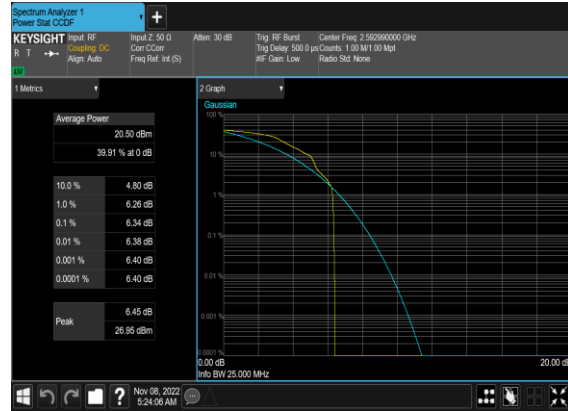 Spectrum Analyzer 1
Power Stat CCDF
KEYSIGHT
R T
LXI
Input: RF
Coupling: DC
Align: Auto
Input Z: 50 Ω
Corr CCorr
Freq Ref: Int (S)
Atten: 30 dB
Trig: RF Burst
Trig Delay: 500.0 µs
#IF Gain: Low
Center Freq: 2.592990000 GHz
Counts: 1.00 M/1.00 Mpt
Radio Std: None
1 Metrics
Average Power
20.50 dBm
39.91 % at 0 dB
10.0 % 4.80 dB
1.0 % 6.26 dB
0.1 % 6.34 dB
0.01 % 6.38 dB
0.001 % 6.40 dB
0.0001 % 6.40 dB
Peak 6.45 dB
26.95 dBm
2 Graph
Gaussian
100 %
10 %
1 %
0.1 %
0.01 %
0.001 %
0.0001 %
0.00 dB 20.00 dB
Info BW 25.000 MHz
?
Nov 08, 2022
5:24:06 AM